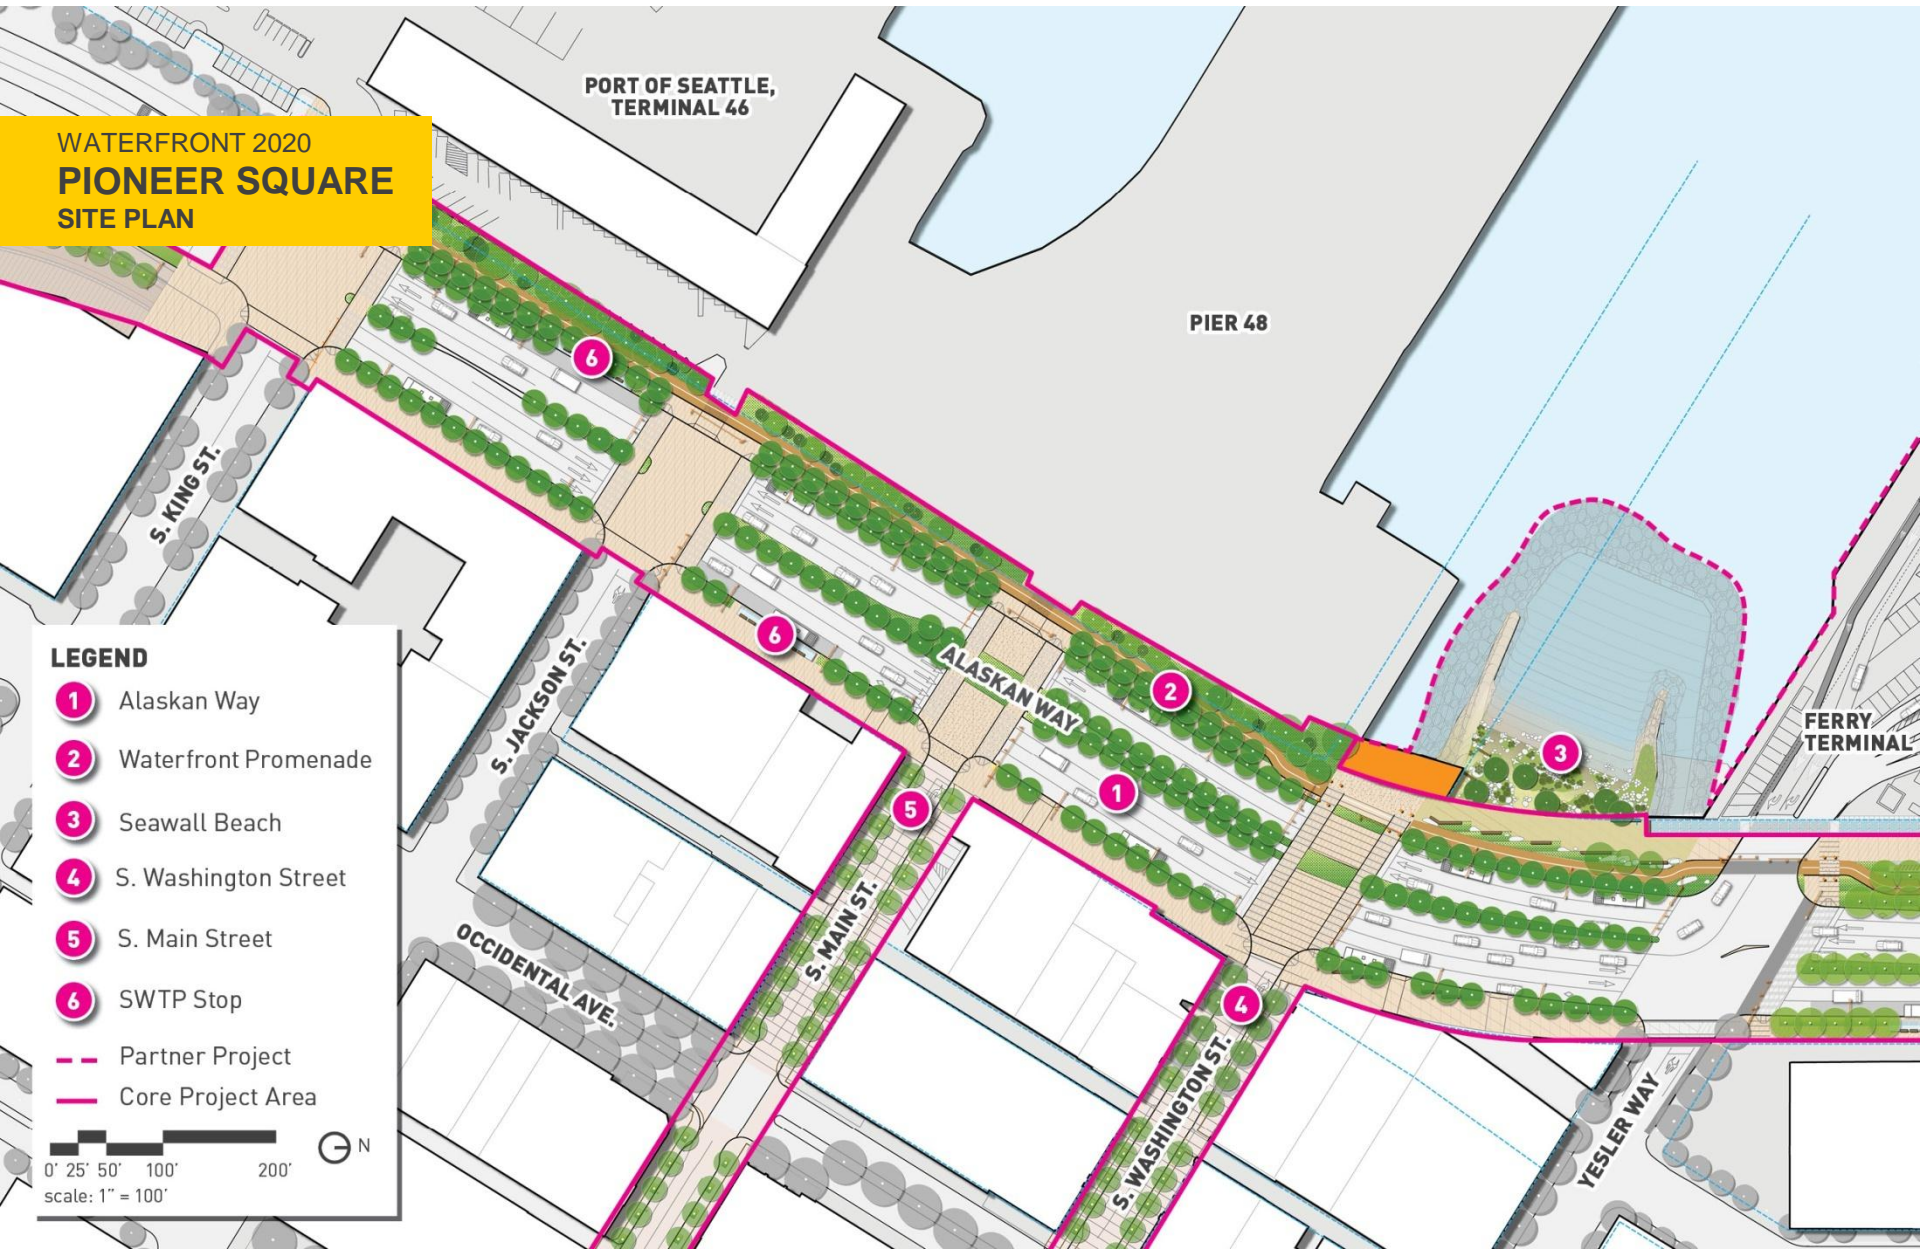 PORT OF SEATTLE,
TERMINAL 46
WATERFRONT 2020
PIONEER SQUARE
SITE PLAN
PIER 48
6
S. KING ST.
6
ALASKAN WAY
2
3
FERRY
TERMINAL
1
5
S. JACKSON ST.
S. MAIN ST.
OCCIDENTAL AVE.
4
S. WASHINGTON ST.
YESLER WAY
LEGEND
1 Alaskan Way
2 Waterfront Promenade
3 Seawall Beach
4 S. Washington Street
5 S. Main Street
6 SWTP Stop
Partner Project
Core Project Area
0' 25' 50' 100' 200'
N
scale: 1" = 100'